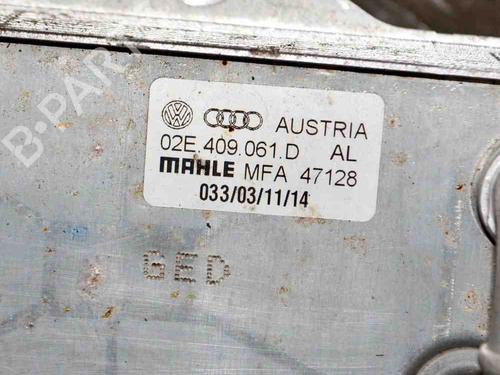 AUSTRIA
02E.409.061.D AL
MAHLE MFA 47128
033/03/11/14
GED
B-PARTS